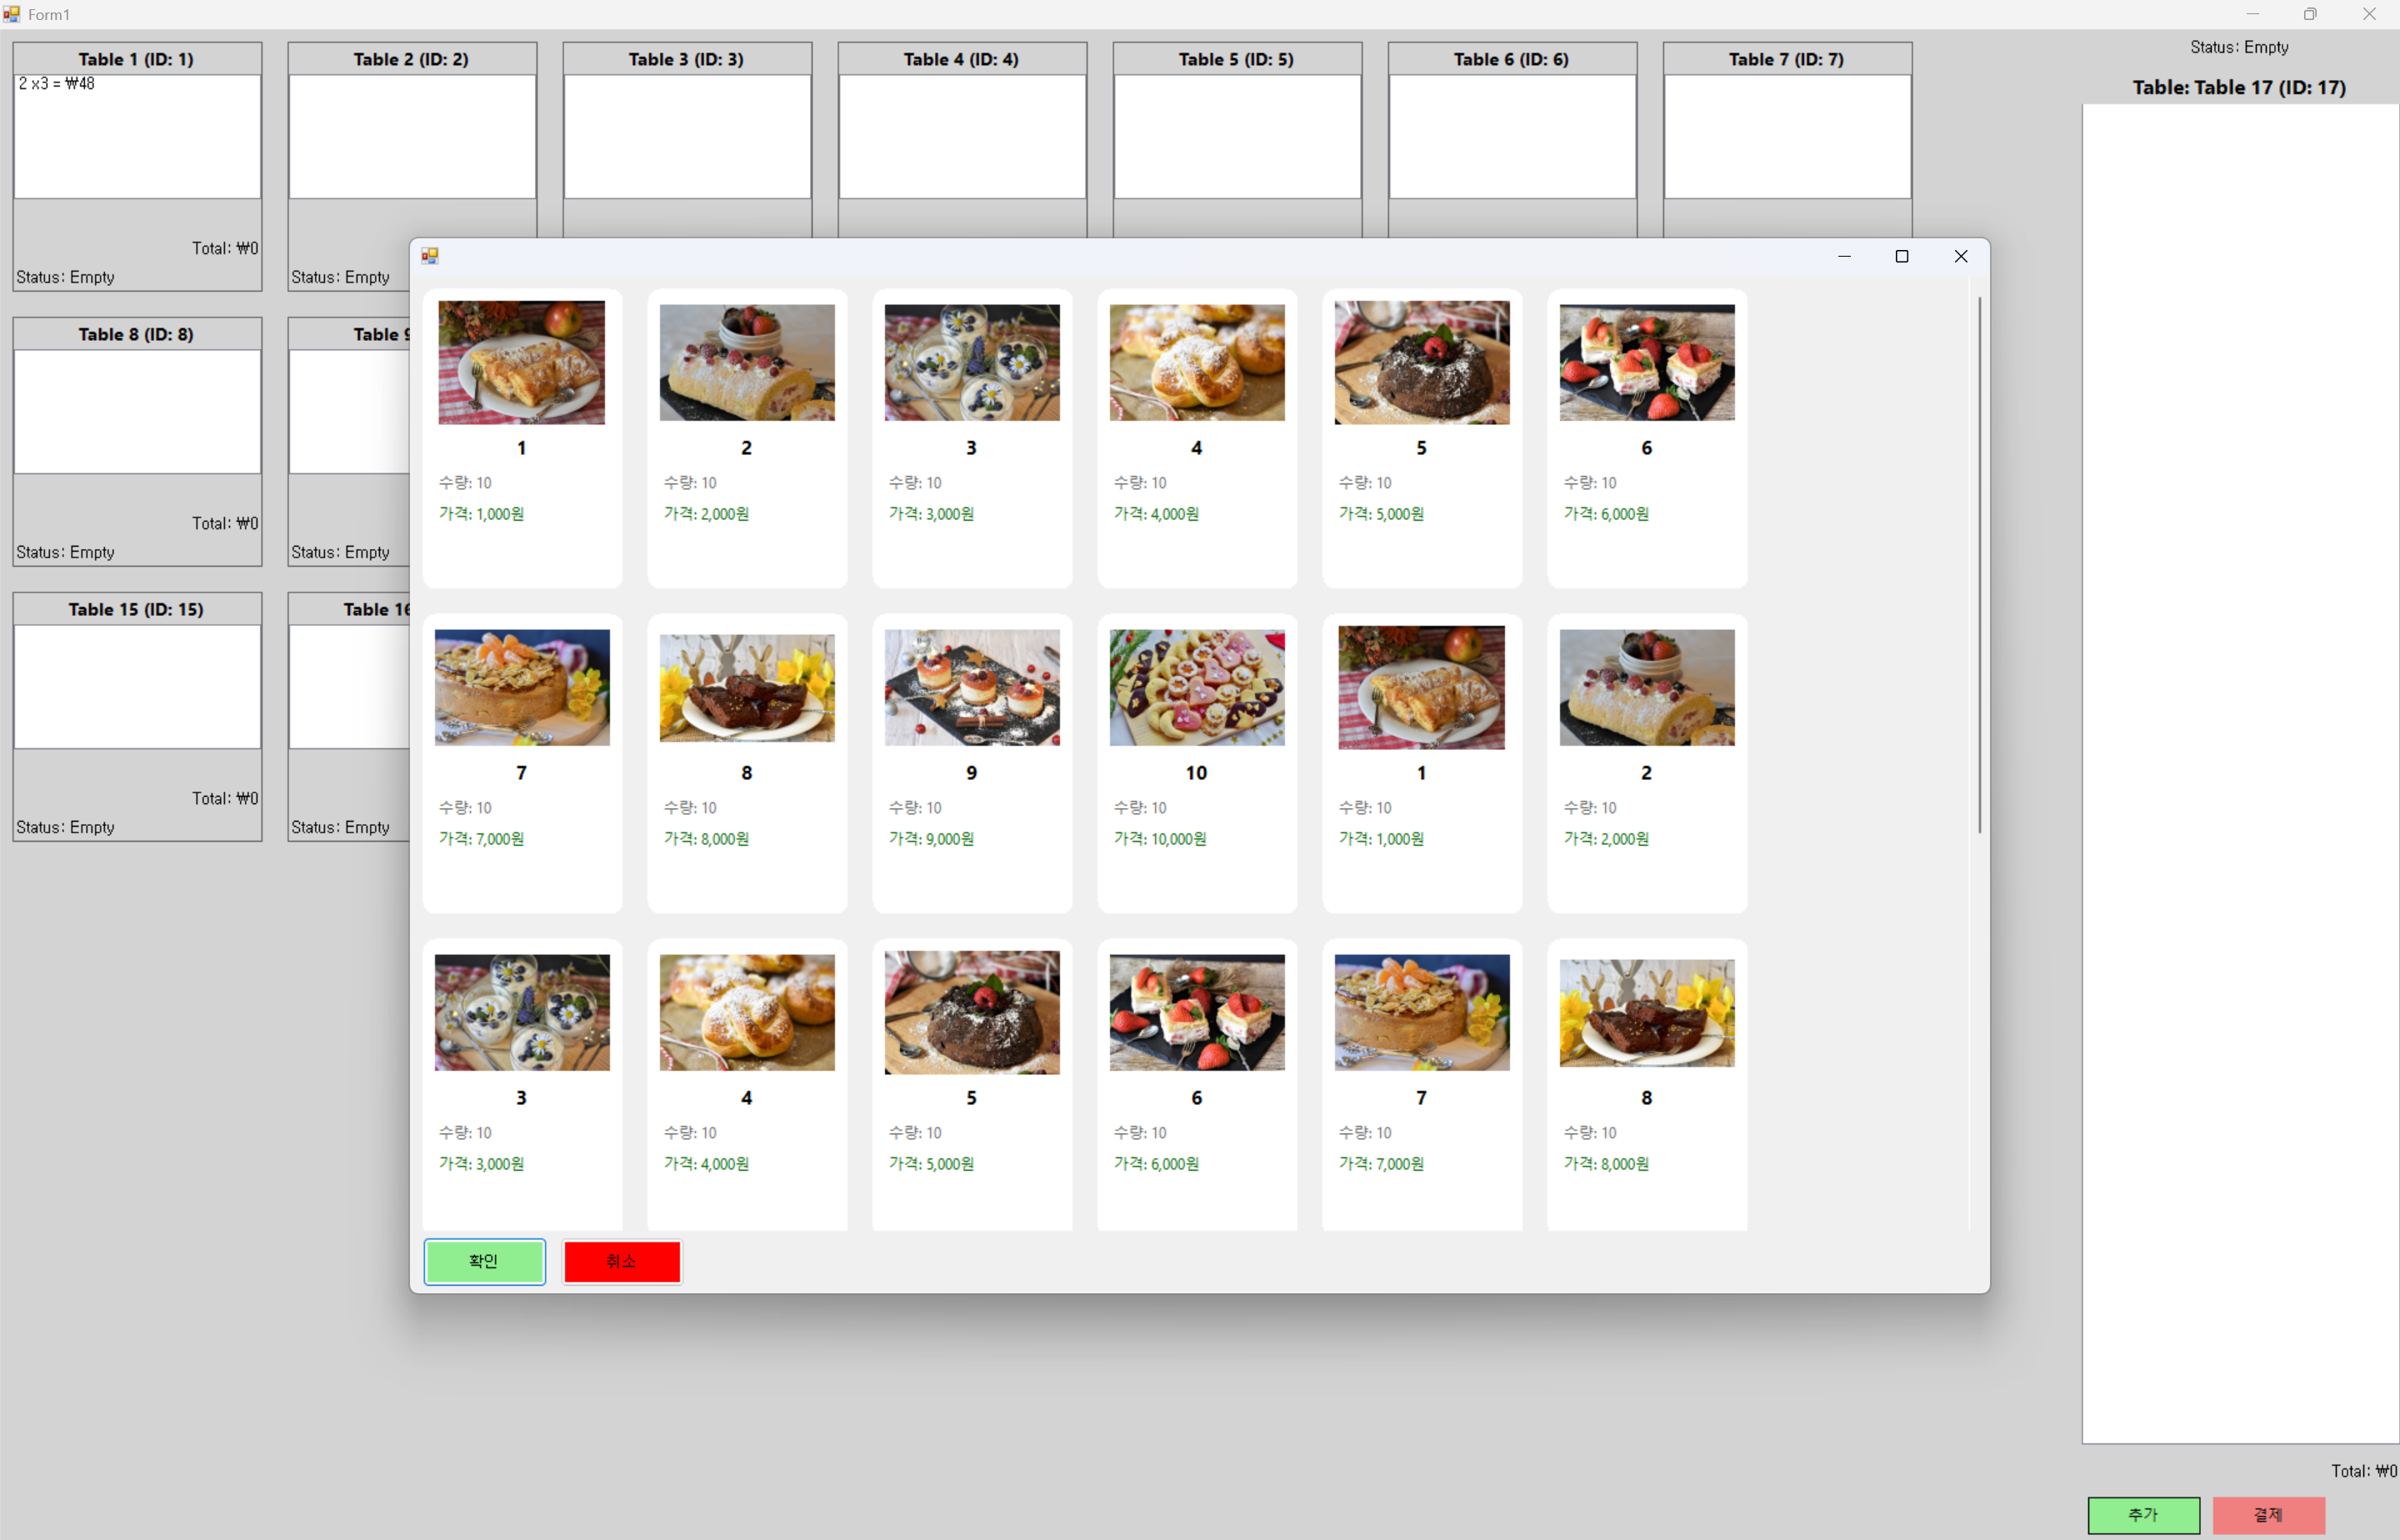 Form1
Table 1 (ID: 1)
2 x3 = ₩48
Total: ₩0
Status: Empty
Table 2 (ID: 2)
Status: Empty
Table 3 (ID: 3)
Table 4 (ID: 4)
Table 5 (ID: 5)
Table 6 (ID: 6)
Table 7 (ID: 7)
Table 8 (ID: 8)
Total: ₩0
Status: Empty
Table 9
Status: Empty
Table 15 (ID: 15)
Total: ₩0
Status: Empty
Table 16
Status: Empty
1
수량: 10
가격: 1,000원
2
수량: 10
가격: 2,000원
3
수량: 10
가격: 3,000원
4
수량: 10
가격: 4,000원
5
수량: 10
가격: 5,000원
6
수량: 10
가격: 6,000원
7
수량: 10
가격: 7,000원
8
수량: 10
가격: 8,000원
9
수량: 10
가격: 9,000원
10
수량: 10
가격: 10,000원
1
수량: 10
가격: 1,000원
2
수량: 10
가격: 2,000원
3
수량: 10
가격: 3,000원
4
수량: 10
가격: 4,000원
5
수량: 10
가격: 5,000원
6
수량: 10
가격: 6,000원
7
수량: 10
가격: 7,000원
8
수량: 10
가격: 8,000원
확인
취소
Status: Empty
Table: Table 17 (ID: 17)
Total: ₩0
추가
결제